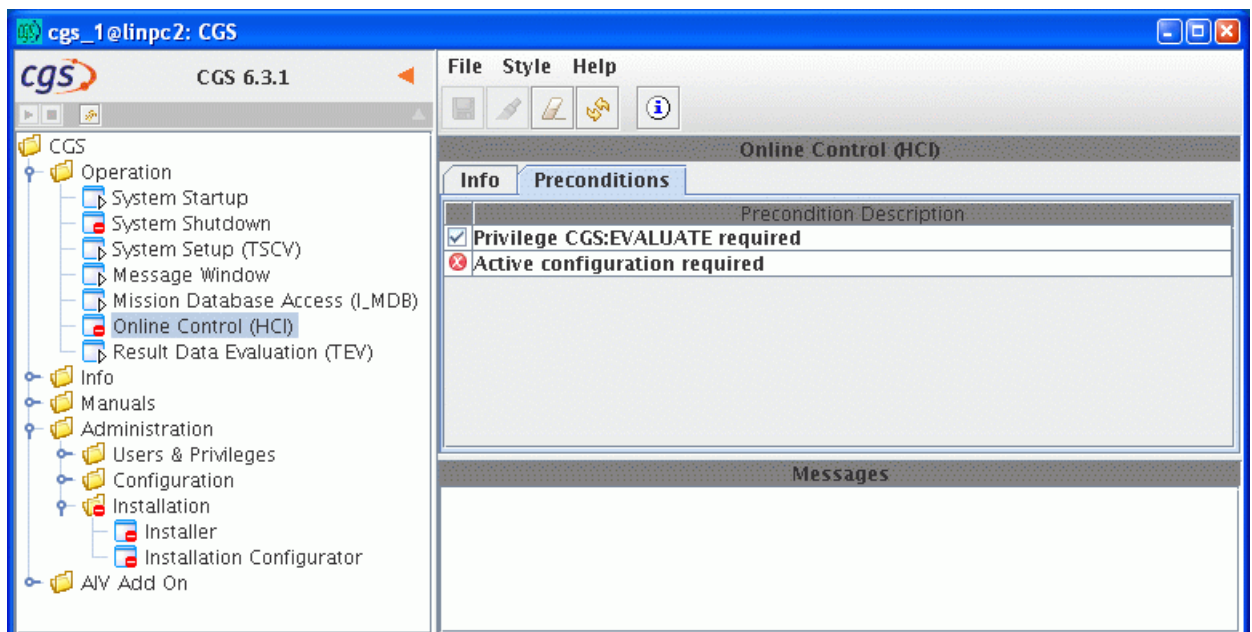 cgs_1@linpc2: CGS
cgs CGS 6.3.1
CGS
Operation
System Startup
System Shutdown
System Setup (TSCV)
Message Window
Mission Database Access (I_MDB)
Online Control (HCI)
Result Data Evaluation (TEV)
Info
Manuals
Administration
Users & Privileges
Configuration
Installation
Installer
Installation Configurator
AIV Add On
File Style Help
Online Control (HCI)
Info Preconditions
Precondition Description
Privilege CGS:EVALUATE required
Active configuration required
Messages